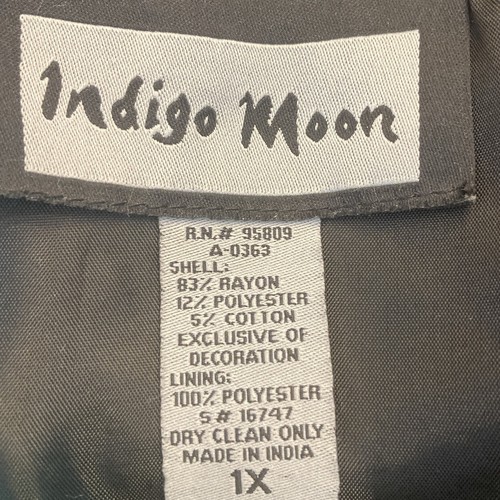 Indigo Moon
R.N.# 95809
A-0363
SHELL:
83% RAYON
12% POLYESTER
5% COTTON
EXCLUSIVE OF
DECORATION
LINING:
100% POLYESTER
S# 16747
DRY CLEAN ONLY
MADE IN INDIA
1X